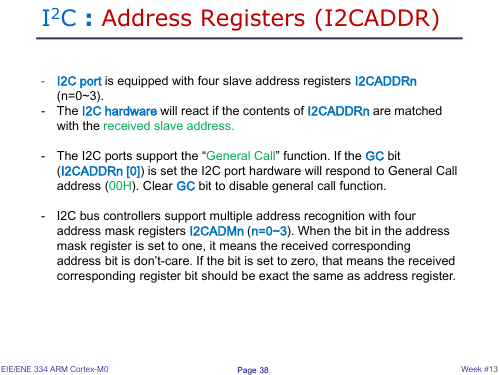 I²C : Address Registers (I2CADDR)
- I2C port is equipped with four slave address registers I2CADDRn
(n=0~3).
- The I2C hardware will react if the contents of I2CADDRn are matched
with the received slave address.
- The I2C ports support the “General Call” function. If the GC bit
(I2CADDRn [0]) is set the I2C port hardware will respond to General Call
address (00H). Clear GC bit to disable general call function.
- I2C bus controllers support multiple address recognition with four
address mask registers I2CADMn (n=0~3). When the bit in the address
mask register is set to one, it means the received corresponding
address bit is don’t-care. If the bit is set to zero, that means the received
corresponding register bit should be exact the same as address register.
EIE/ENE 334 ARM Cortex-M0 Page 38 Week #13